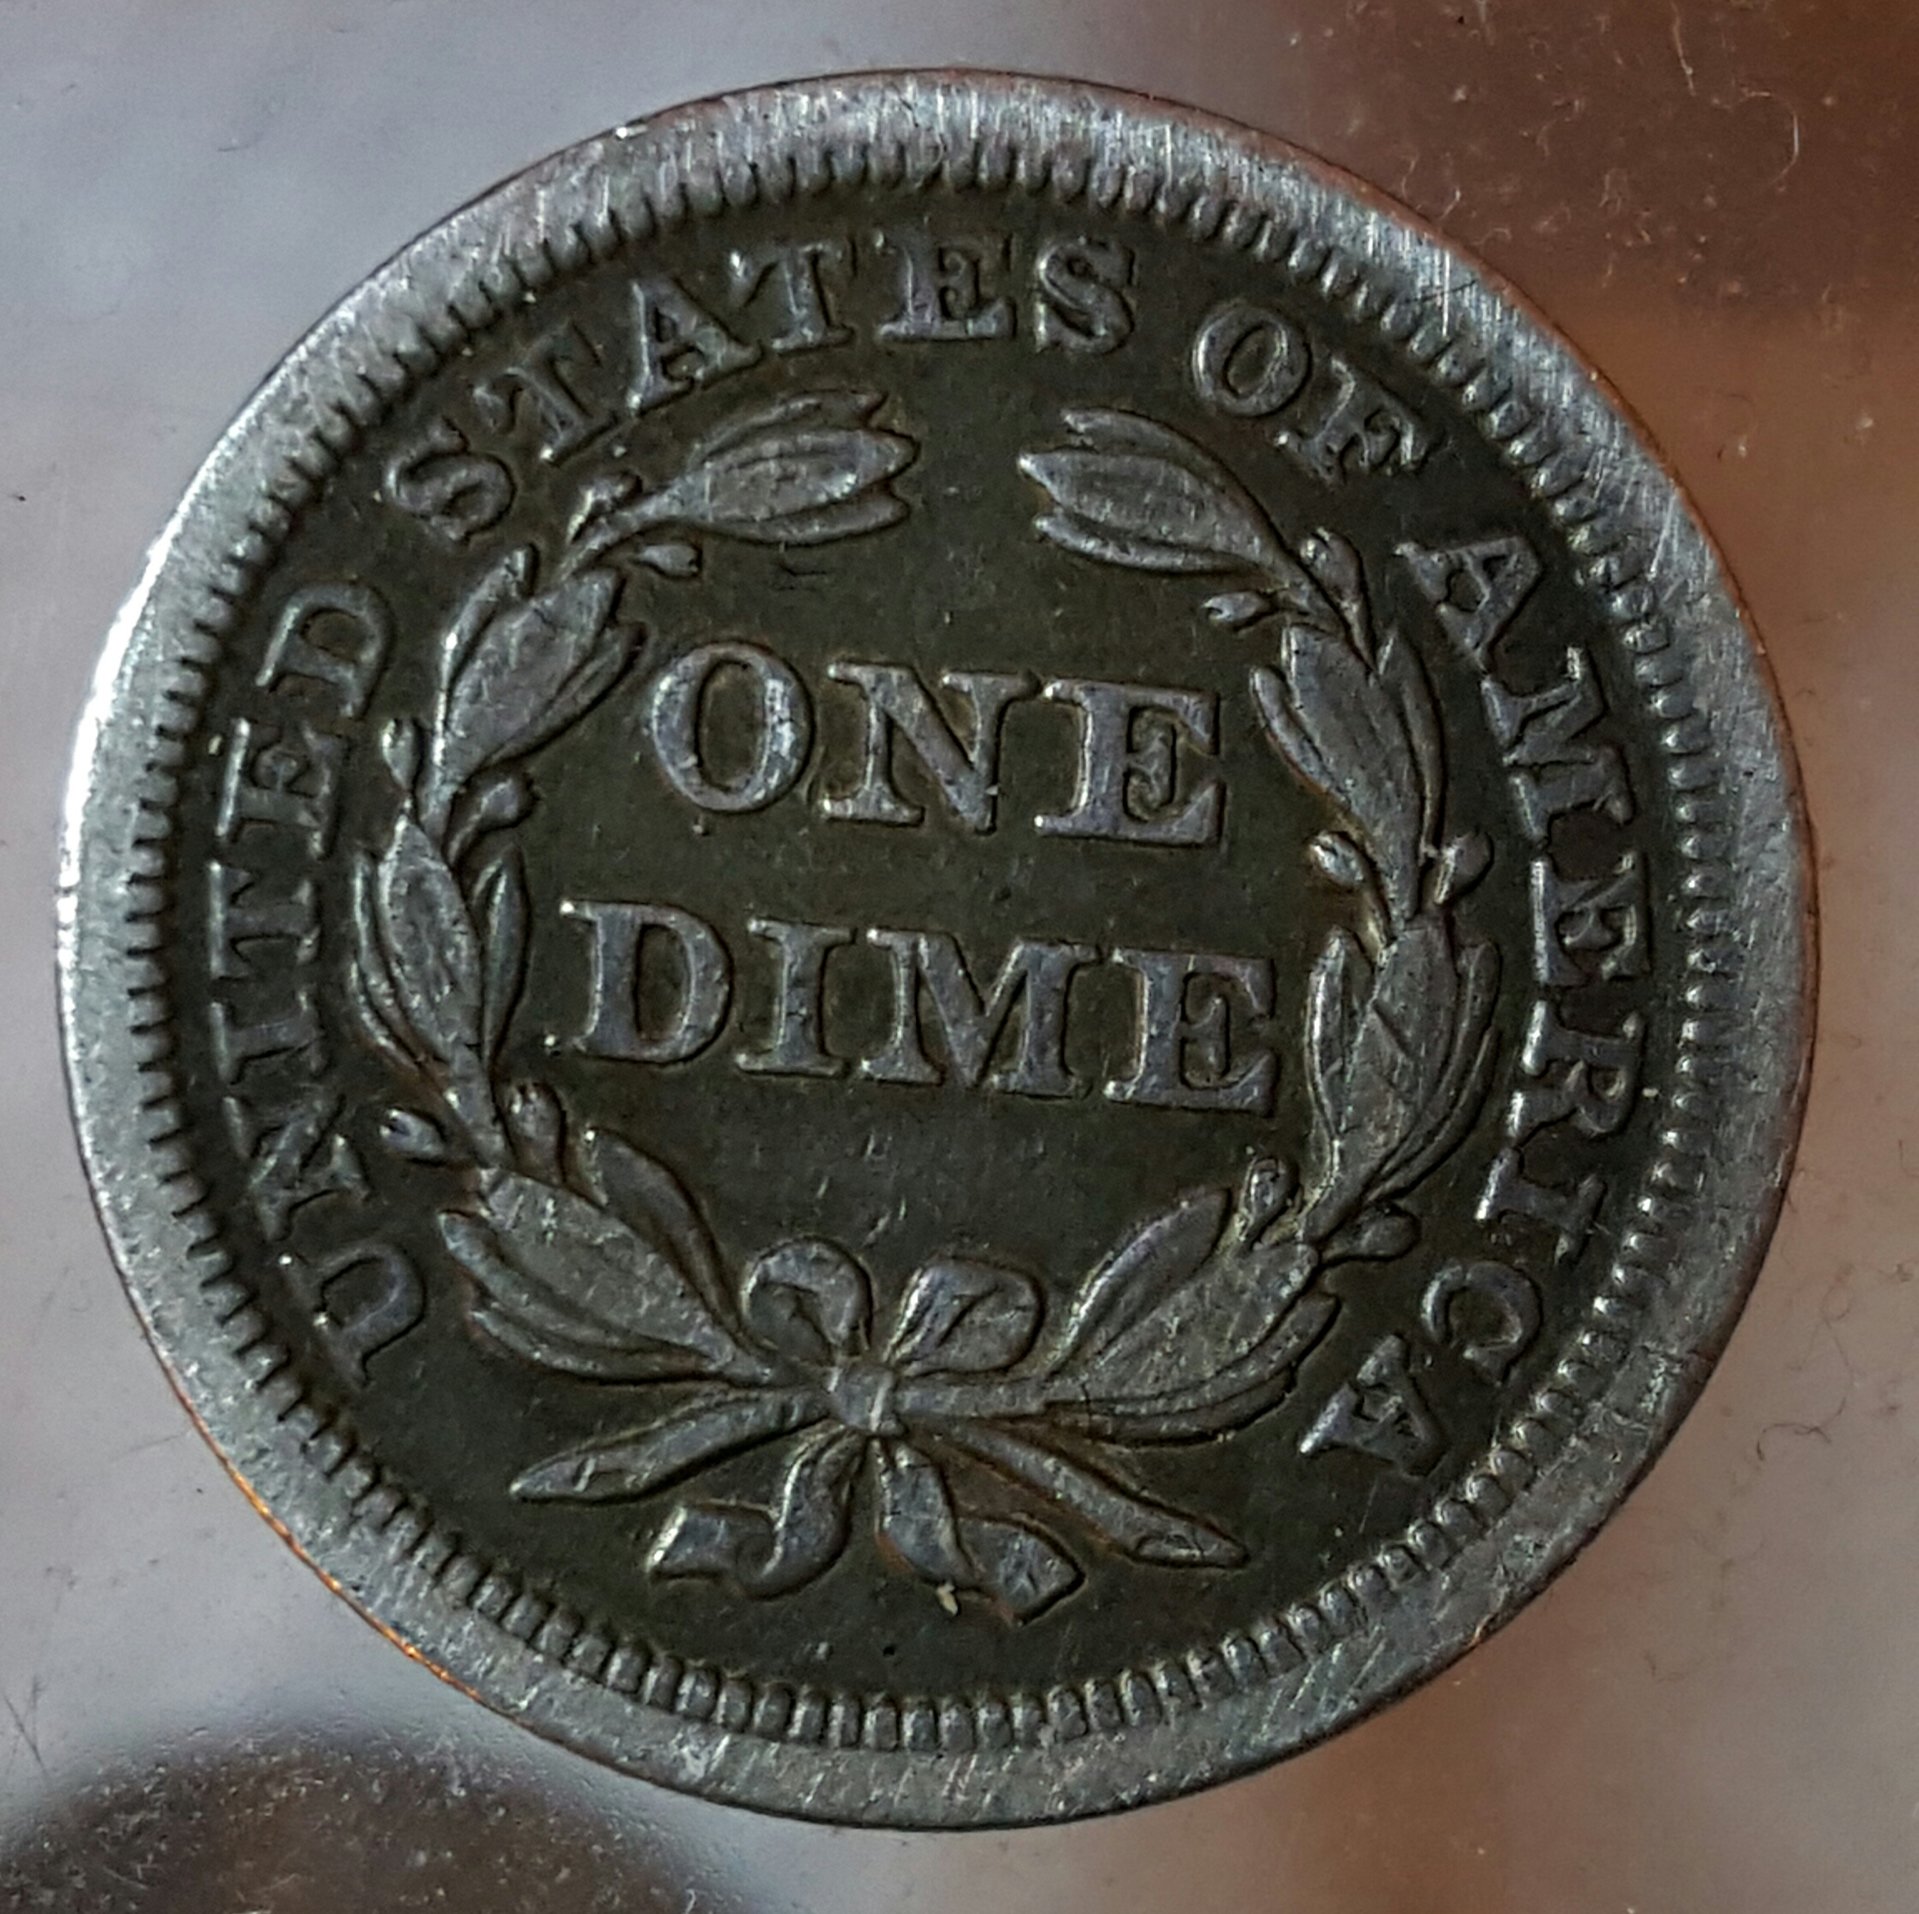 UNITED STATES OF AMERICA
ONE
DIME